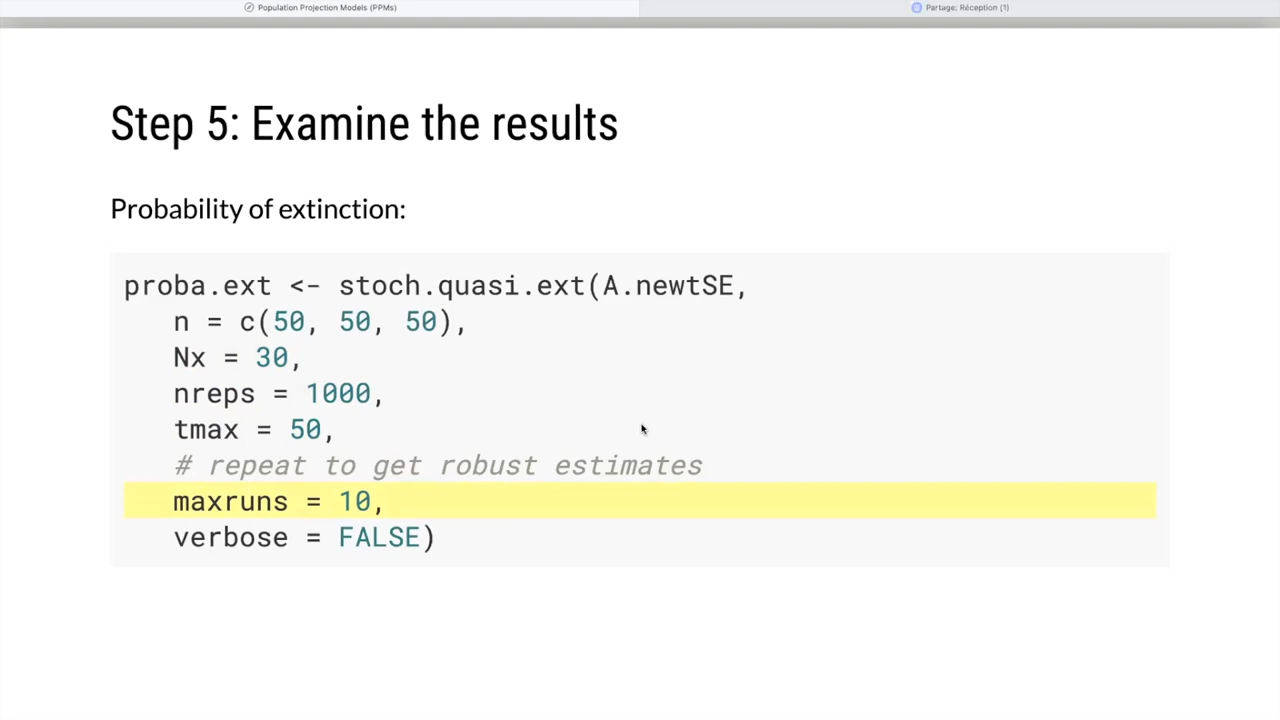 Population Projection Models (PPMs)
Partage: Réception (1)
Step 5: Examine the results
Probability of extinction:
proba.ext <- stoch.quasi.ext(A.newtSE,
n = c(50, 50, 50),
Nx = 30,
nreps = 1000,
tmax = 50,
# repeat to get robust estimates
maxruns = 10,
verbose = FALSE)